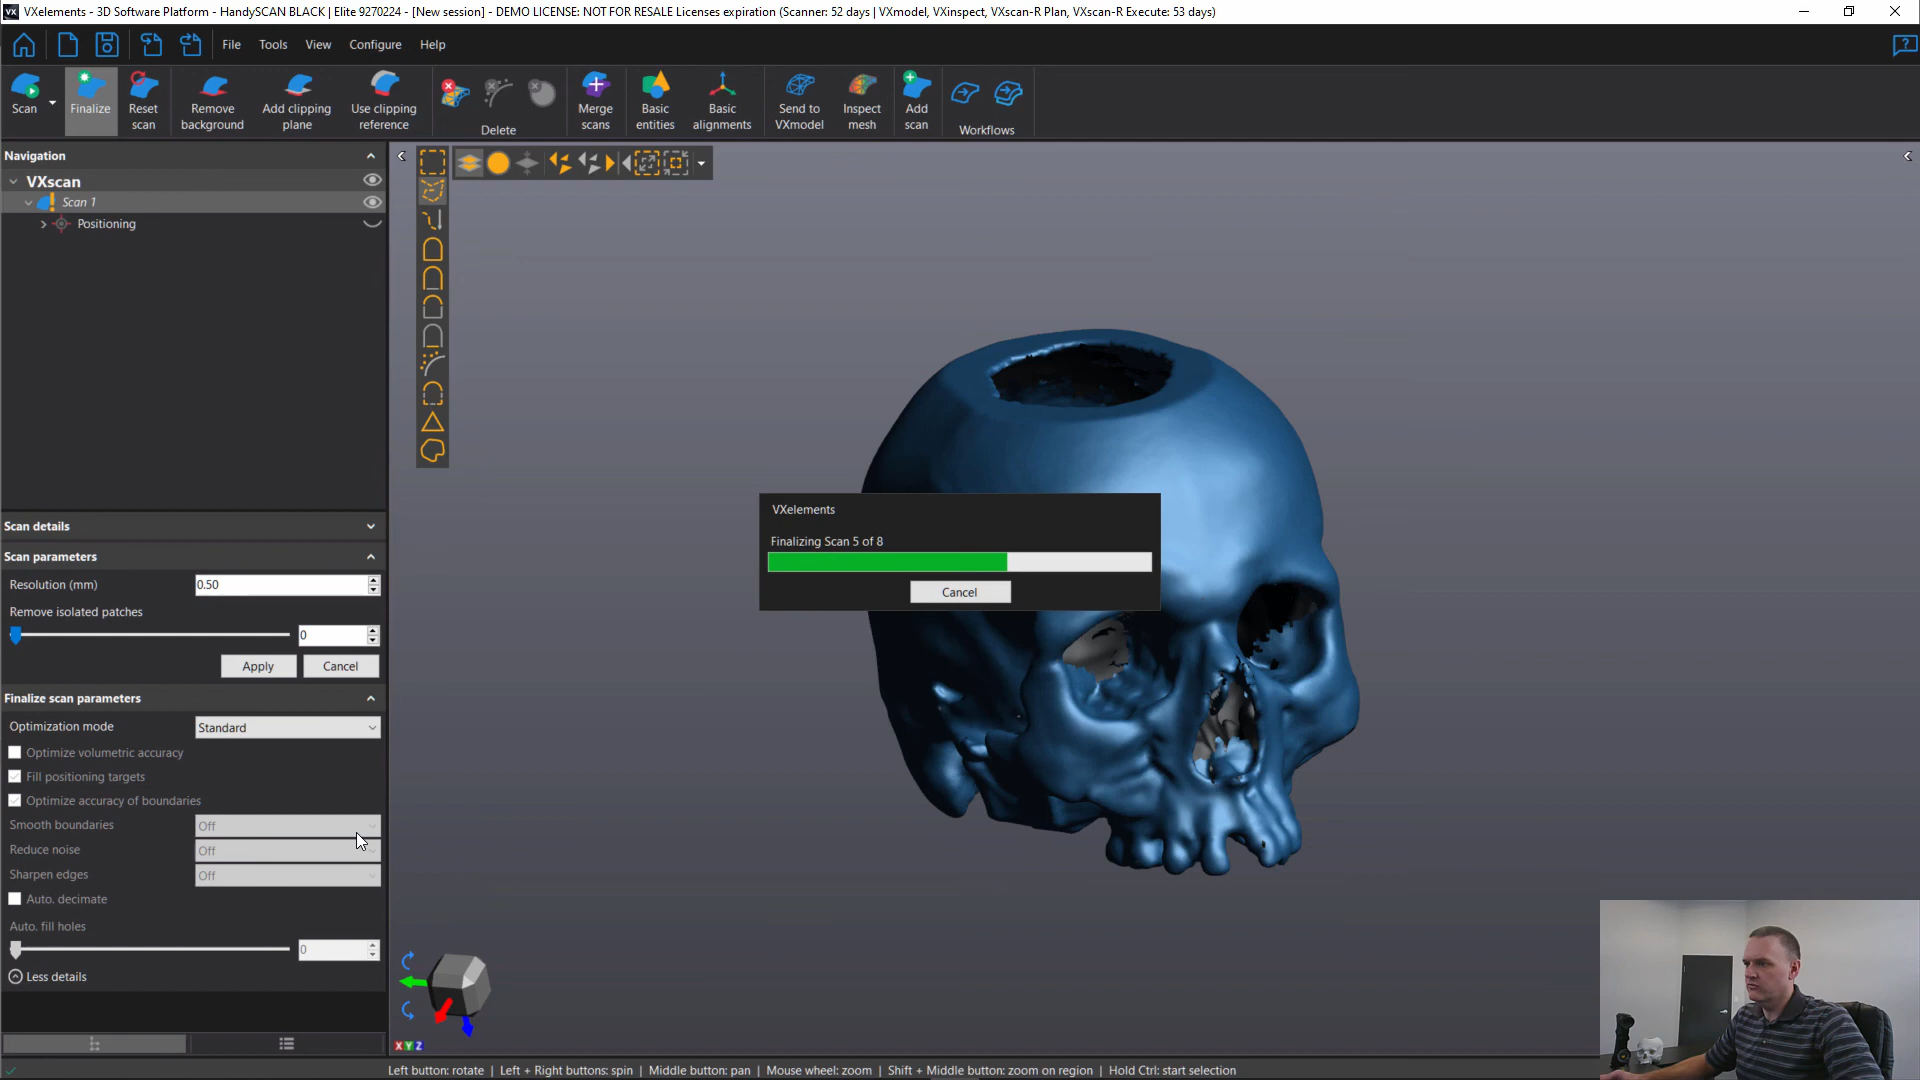 VXelements - 3D Software Platform - HandySCAN BLACK | Elite 9270224 - [New session] - DEMO LICENSE: NOT FOR RESALE Licenses expiration (Scanner: 52 days | VXmodel, VXinspect, VXscan-R Plan, VXscan-R Execute: 53 days)
File Tools View Configure Help
Scan
Finalize
Reset scan
Remove background
Add clipping plane
Use clipping reference
Delete
Merge scans
Basic entities
Basic alignments
Send to VXmodel
Inspect mesh
Add scan
Workflows
Navigation
VXscan
Scan 1
Positioning
Scan details
Scan parameters
Resolution (mm) 0.50
Remove isolated patches
0
Apply Cancel
Finalize scan parameters
Optimization mode Standard
Optimize volumetric accuracy
Fill positioning targets
Optimize accuracy of boundaries
Smooth boundaries Off
Reduce noise Off
Sharpen edges Off
Auto. decimate
Auto. fill holes
0
Less details
VXelements
Finalizing Scan 5 of 8
Cancel
X Y Z
Left button: rotate | Left + Right buttons: spin | Middle button: pan | Mouse wheel: zoom | Shift + Middle button: zoom on region | Hold Ctrl: start selection